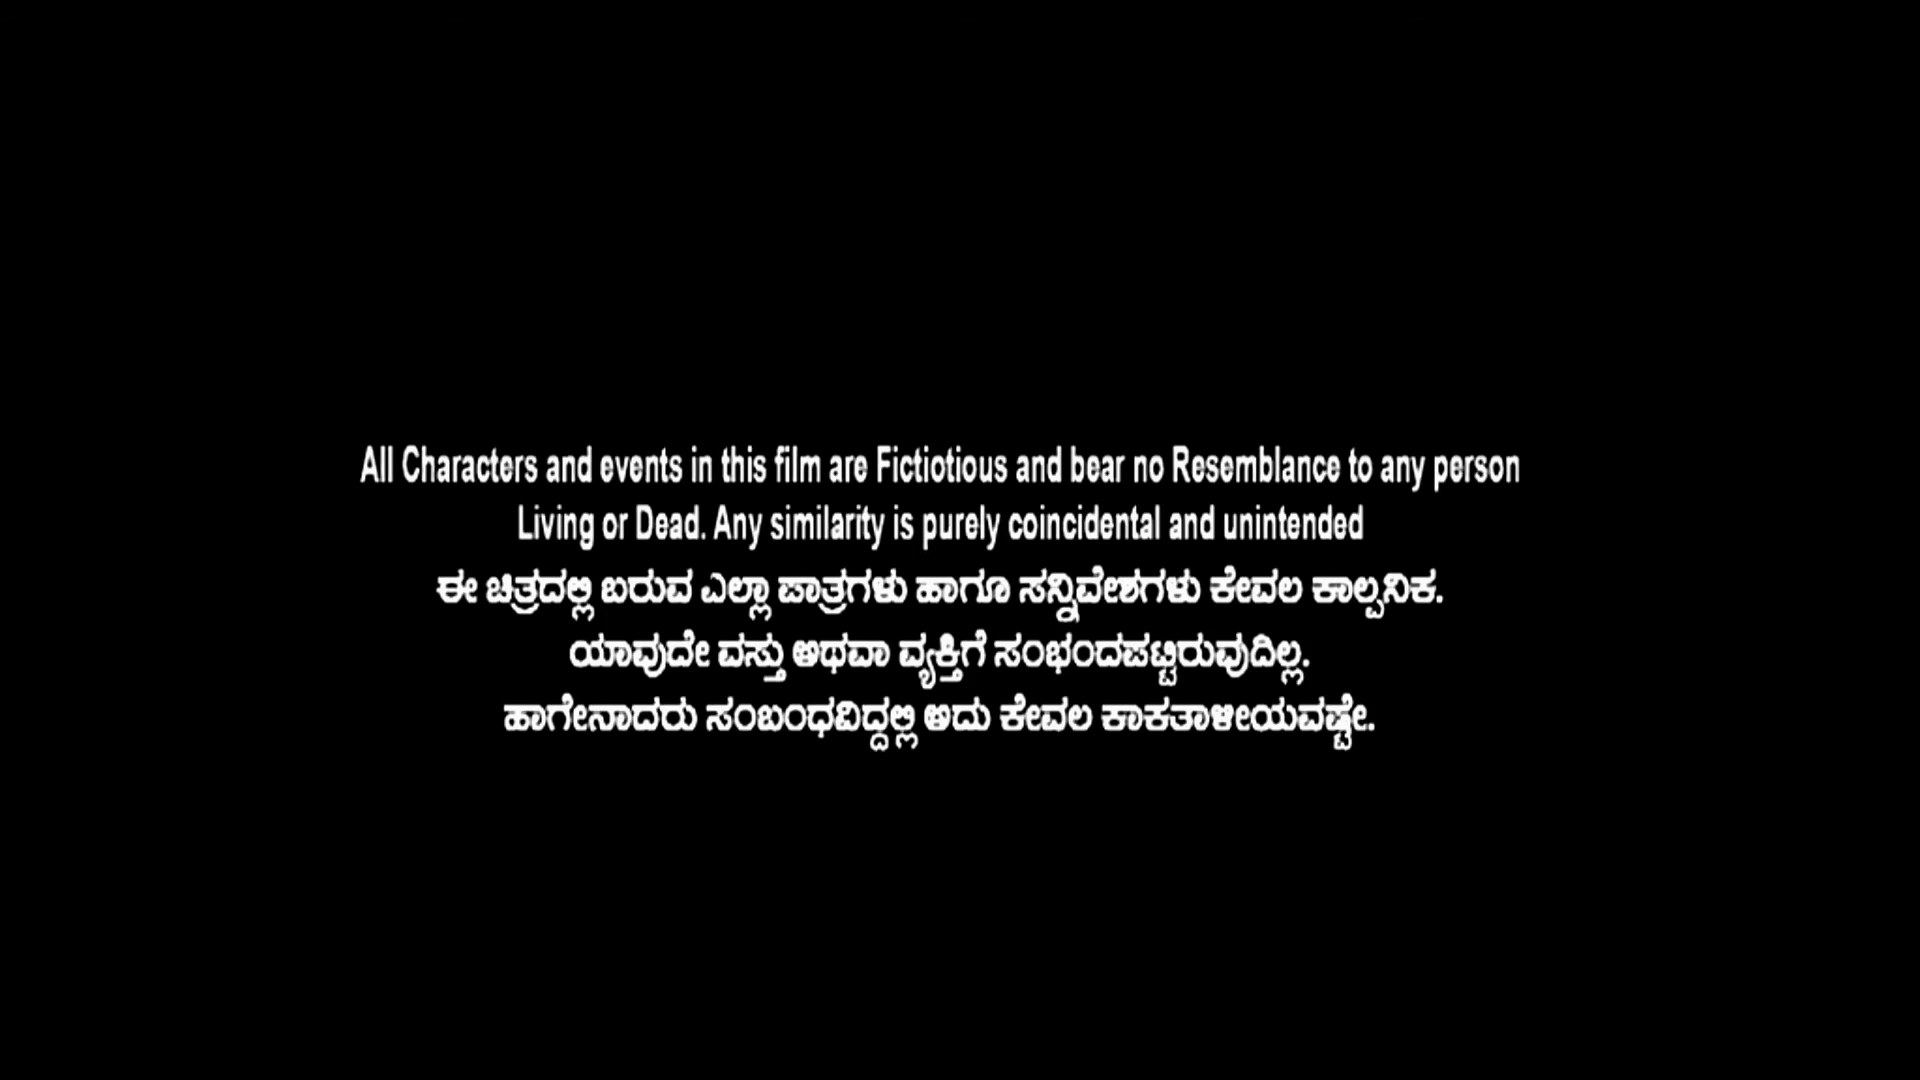 All Characters and events in this film are Fictiotious and bear no Resemblance to any person
Living or Dead. Any similarity is purely coincidental and unintended
ಈ ಚಿತ್ರದಲ್ಲಿ ಬರುವ ಎಲ್ಲಾ ಪಾತ್ರಗಳು ಹಾಗೂ ಸನ್ನಿವೇಶಗಳು ಕೇವಲ ಕಾಲ್ಪನಿಕ.
ಯಾವುದೇ ವಸ್ತು ಅಥವಾ ವ್ಯಕ್ತಿಗೆ ಸಂಭಂದಪಟ್ಟಿರುವುದಿಲ್ಲ.
ಹಾಗೇನಾದರು ಸಂಬಂಧವಿದ್ದಲ್ಲಿ ಅದು ಕೇವಲ ಕಾಕತಾಳೀಯವಷ್ಟೇ.